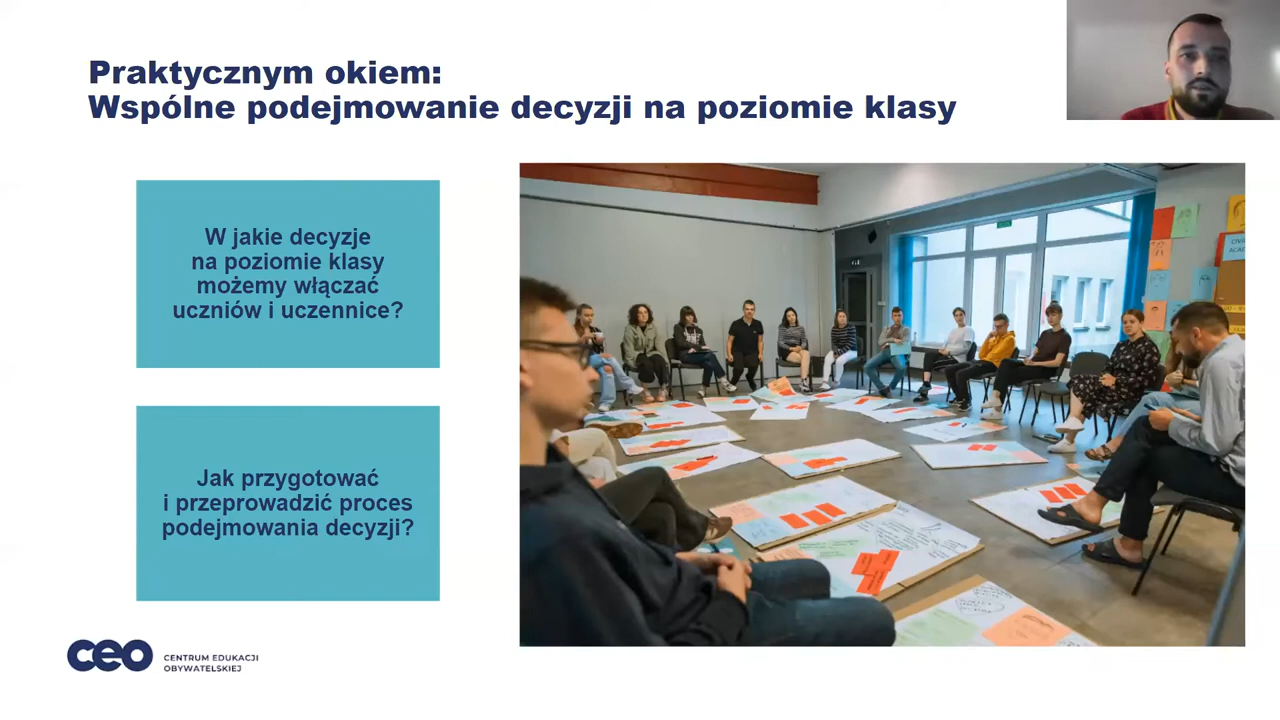 Praktycznym okiem:
Wspólne podejmowanie decyzji na poziomie klasy
W jakie decyzje
na poziomie klasy
możemy włączać
uczniów i uczennice?
Jak przygotować
i przeprowadzić proces
podejmowania decyzji?
ceo
CENTRUM EDUKACJI
OBYWATELSKIEJ